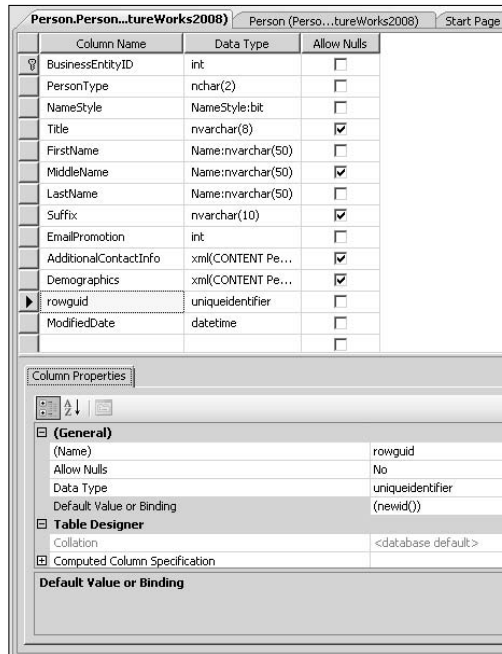 Person.Person...tureWorks2008) Person (Perso...tureWorks2008) Start Page
Column Name Data Type Allow Nulls
BusinessEntityID int
PersonType nchar(2)
NameStyle NameStyle:bit
Title nvarchar(8)
FirstName Name:nvarchar(50)
MiddleName Name:nvarchar(50)
LastName Name:nvarchar(50)
Suffix nvarchar(10)
EmailPromotion int
AdditionalContactInfo xml(CONTENT Pe...
Demographics xml(CONTENT Pe...
rowguid uniqueidentifier
ModifiedDate datetime
Column Properties
(General)
(Name) rowguid
Allow Nulls No
Data Type uniqueidentifier
Default Value or Binding (newid())
Table Designer
Collation <database default>
Computed Column Specification
Default Value or Binding